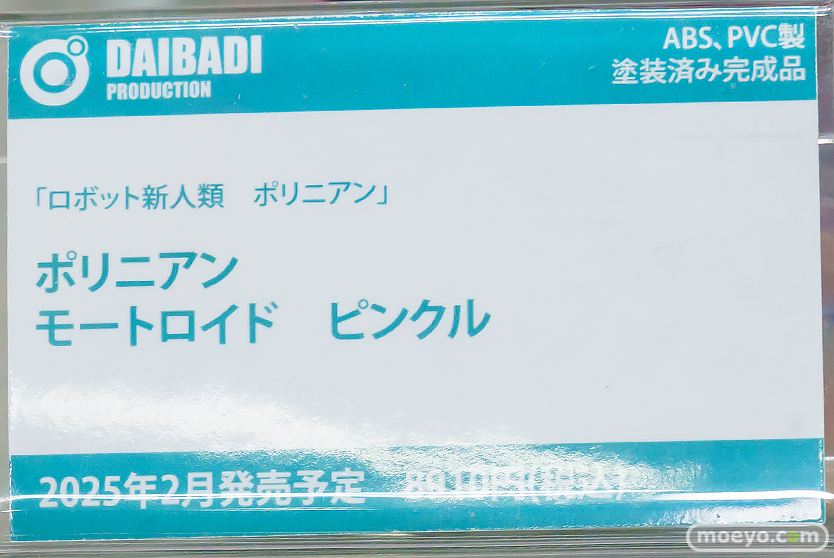 DAIBADI
PRODUCTION
ABS、PVC製
塗装済み完成品
「ロボット新人類　ポリニアン」
ポリニアン
モートロイド　ピンクル
2025年2月発売予定
moeyo.com